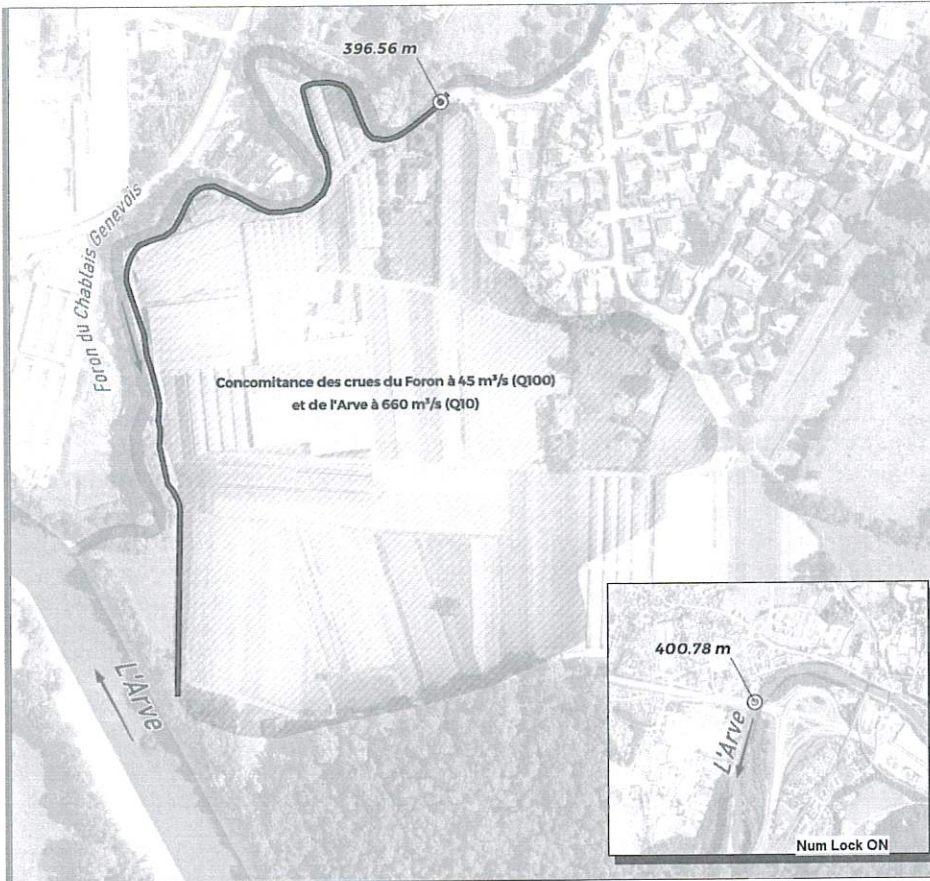 396.56 m
Foron du Chablais Genevois
Concomitance des crues du Foron à 45 m³/s (Q100)
et de l'Arve à 660 m³/s (Q10)
L'Arve
400.78 m
L'Arve
Num Lock ON